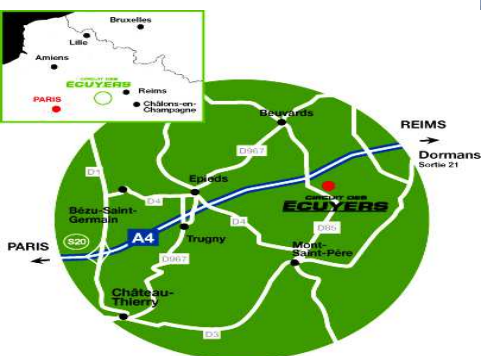 Bruxelles
Lille
Amiens
CIRCUIT DES
ECUYERS
Reims
PARIS
Châlons-en-
Champagne
Beuvards
REIMS
D967
Dormans
Sortie 21
D1
Epieds
D4
CIRCUIT DES
ECUYERS
Bézu-Saint-
Germain
D4
D85
S20
A4
Trugny
PARIS
Mont-
Saint-Père
D967
Château-
Thierry
D3